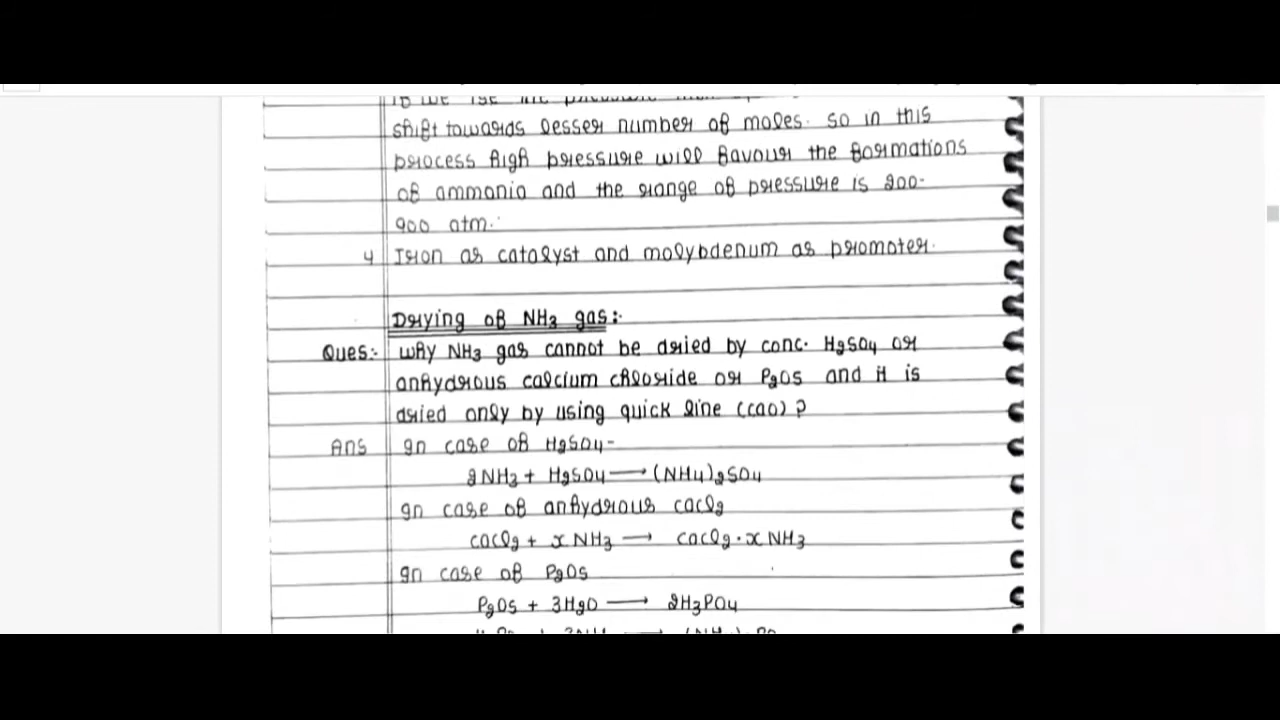 shift towards lesser number of moles. so in this
process high pressure will favour the formations
of ammonia and the range of pressure is 200-
900 atm.
4 Iron as catalyst and molybdenum as promoter.
Drying of NH3 gas:-
Ques:- why NH3 gas cannot be dried by conc. H2SO4 or
anhydrous calcium chloride or P2O5 and it is
dried only by using quick line (cao)?
Ans In case of H2SO4-
2NH3 + H2SO4 ⟶ (NH4)2SO4
In case of anhydrous cacl2
cacl2 + xNH3 ⟶ cacl2·xNH3
In case of P2O5
P2O5 + 3H2O ⟶ 2H3PO4